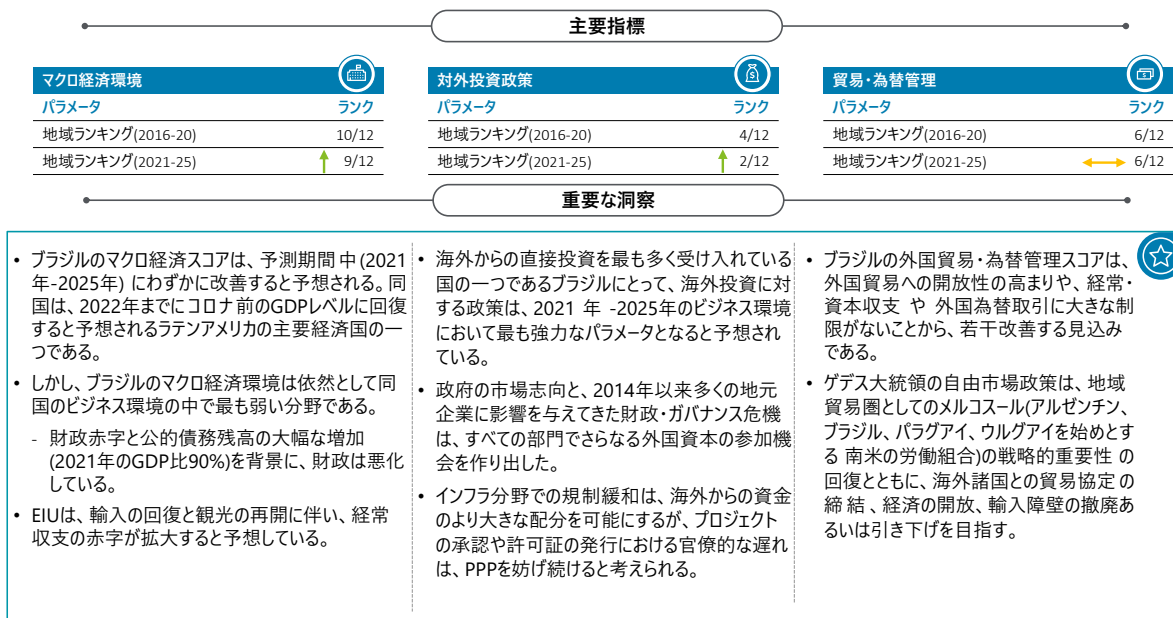 主要指標
マクロ経済環境
パラメータ ランク
地域ランキング(2016-20) 10/12
地域ランキング(2021-25) 9/12
対外投資政策
パラメータ ランク
地域ランキング(2016-20) 4/12
地域ランキング(2021-25) 2/12
貿易・為替管理
パラメータ ランク
地域ランキング(2016-20) 6/12
地域ランキング(2021-25) 6/12
重要な洞察
• ブラジルのマクロ経済スコアは、予測期間中(2021
年-2025年) にわずかに改善すると予想される。同
国は、2022年までにコロナ前のGDPレベルに回復
すると予想されるラテンアメリカの主要経済国の一
つである。
• しかし、ブラジルのマクロ経済環境は依然として同
国のビジネス環境の中で最も弱い分野である。
- 財政赤字と公的債務残高の大幅な増加
(2021年のGDP比90%)を背景に、財政は悪化
している。
• EIUは、輸入の回復と観光の再開に伴い、経常
収支の赤字が拡大すると予想している。
• 海外からの直接投資を最も多く受け入れている
国の一つであるブラジルにとって、海外投資に対
する政策は、2021 年 -2025年のビジネス環境
において最も強力なパラメータとなると予想され
ている。
• 政府の市場志向と、2014年以来多くの地元
企業に影響を与えてきた財政・ガバナンス危機
は、すべての部門でさらなる外国資本の参加機
会を作り出した。
• インフラ分野での規制緩和は、海外からの資金
のより大きな配分を可能にするが、プロジェクト
の承認や許可証の発行における官僚的な遅れ
は、PPPを妨げ続けると考えられる。
• ブラジルの外国貿易・為替管理スコアは、
外国貿易への開放性の高まりや、経常・
資本収支 や 外国為替取引に大きな制
限がないことから、若干改善する見込み
である。
• ゲデス大統領の自由市場政策は、地域
貿易圏としてのメルコスール(アルゼンチン、
ブラジル、パラグアイ、ウルグアイを始めとす
る 南米の労働組合)の戦略的重要性 の
回復とともに、海外諸国との貿易協定 の
締 結 、経済の開放、輸入障壁の撤廃あ
るいは引き下げを目指す。